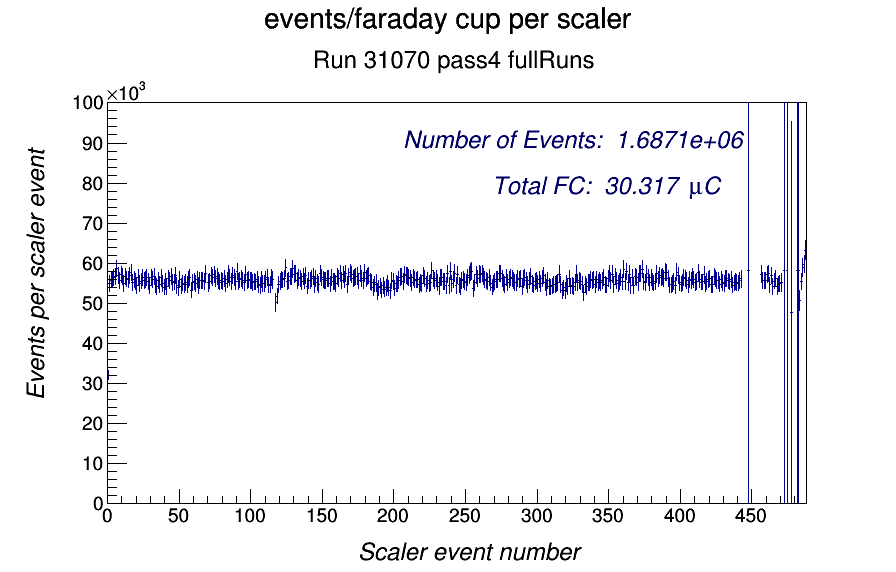 events/faraday cup per scaler
Run 31070 pass4 fullRuns
×10³
100
90
80
70
60
50
40
30
20
10
0
Events per scaler event
Number of Events: 1.6871e+06
Total FC: 30.317 μC
0 50 100 150 200 250 300 350 400 450
Scaler event number